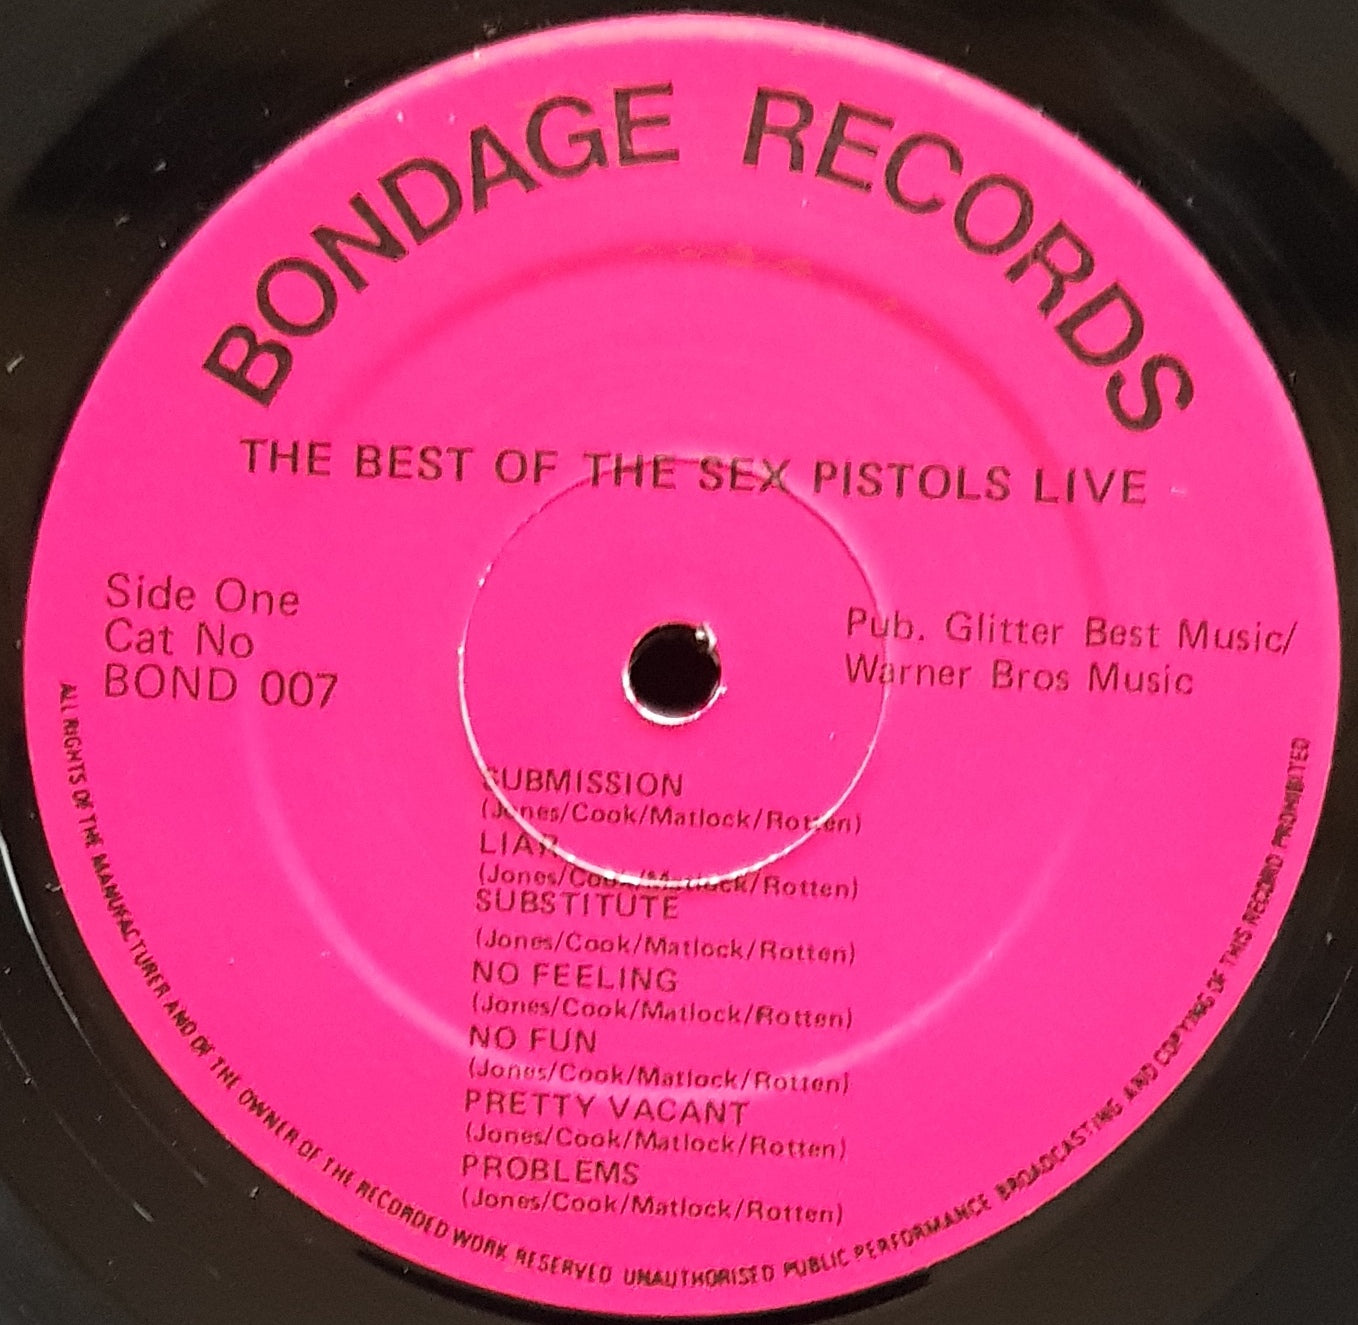 BONDAGE RECORDS
THE BEST OF THE SEX PISTOLS LIVE
Side One
Cat No
BOND 007
Pub. Glitter Best Music/
Warner Bros Music
SUBMISSION
(Jones/Cook/Matlock/Rotten)
LIAR
(Jones/Cook/Matlock/Rotten)
SUBSTITUTE
(Jones/Cook/Matlock/Rotten)
NO FEELING
(Jones/Cook/Matlock/Rotten)
NO FUN
(Jones/Cook/Matlock/Rotten)
PRETTY VACANT
(Jones/Cook/Matlock/Rotten)
PROBLEMS
(Jones/Cook/Matlock/Rotten)
ALL RIGHTS OF THE MANUFACTURER AND OF THE OWNER OF THE RECORDED WORK RESERVED UNAUTHORISED PUBLIC PERFORMANCE BROADCASTING AND COPYING OF THIS RECORD PROHIBITED